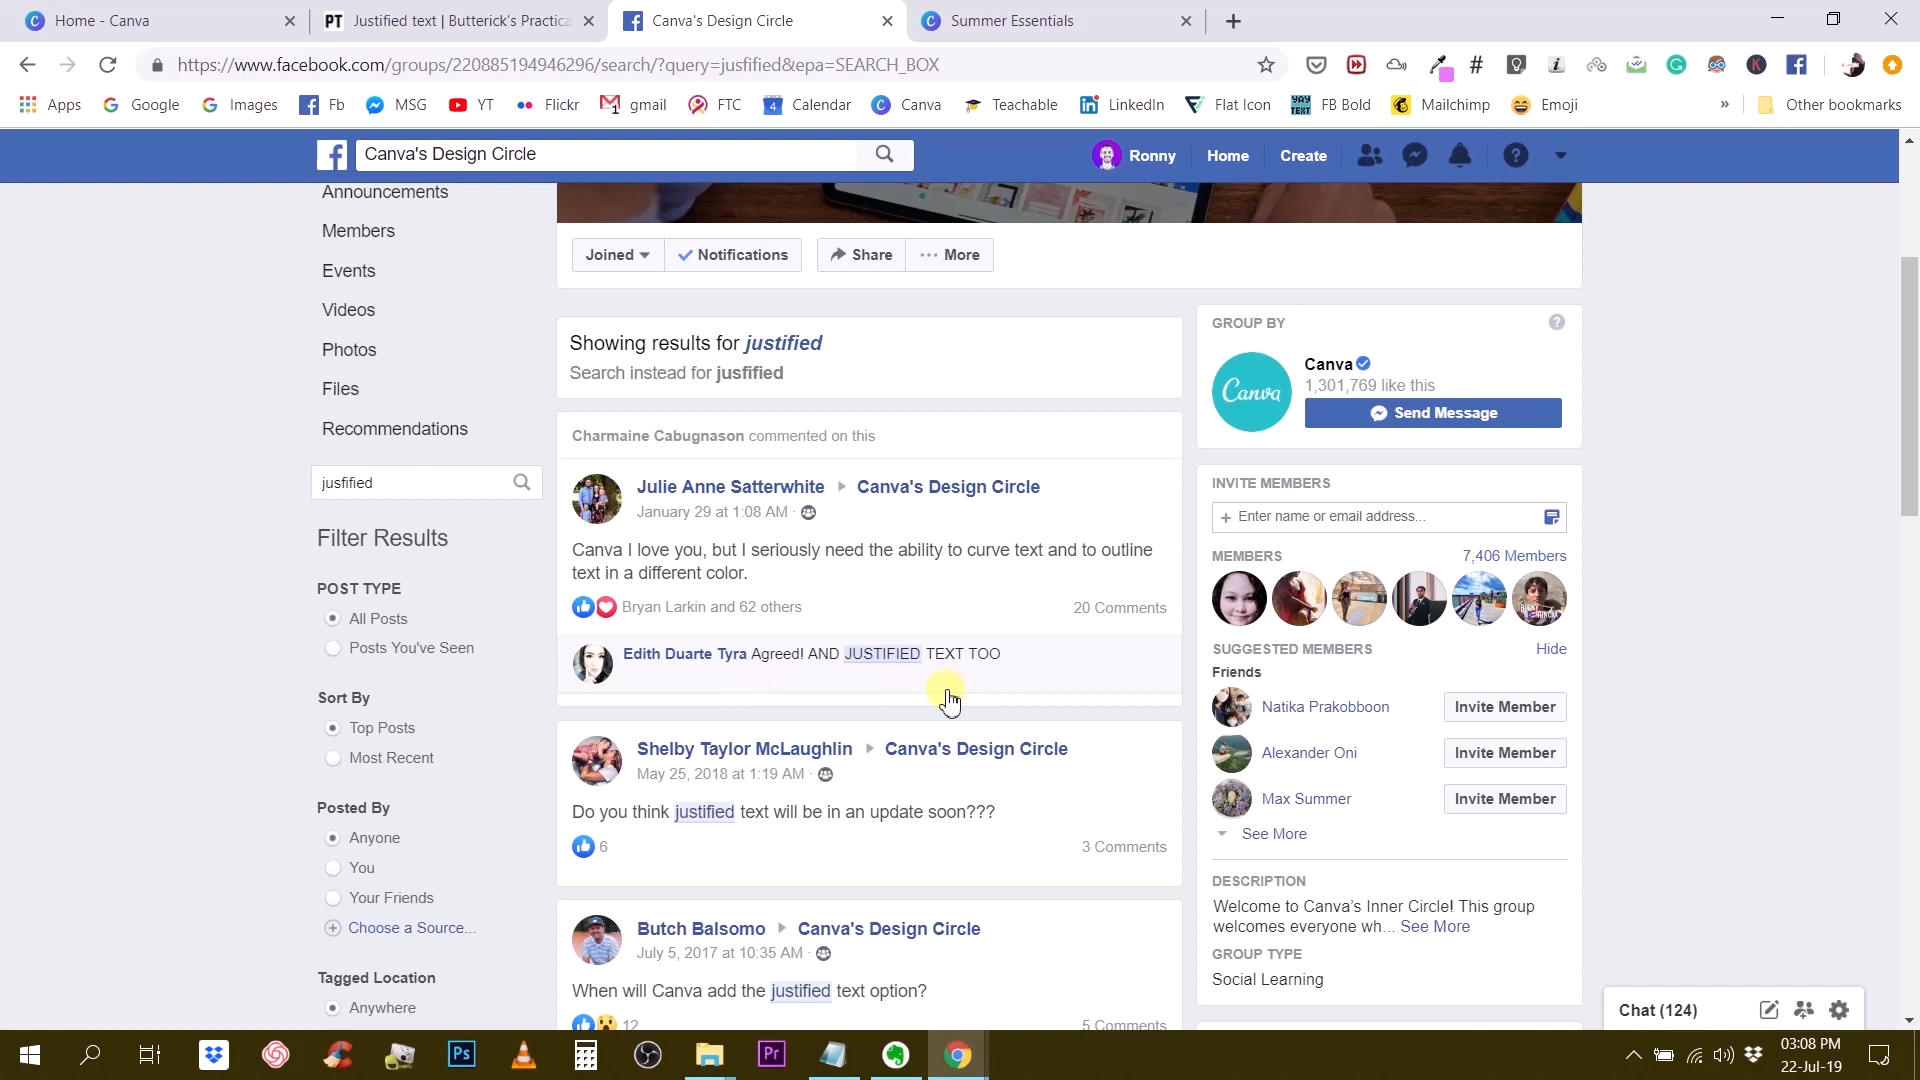 Home - Canva
Justified text | Butterick's Practica
Canva's Design Circle
Summer Essentials
https://www.facebook.com/groups/220885194946296/search/?query=jusfified&epa=SEARCH_BOX
Apps
Google
Images
Fb
MSG
YT
Flickr
gmail
FTC
Calendar
Canva
Teachable
LinkedIn
Flat Icon
FB Bold
Mailchimp
Emoji
»
Other bookmarks
Canva's Design Circle
Ronny
Home
Create
Announcements
Members
Events
Videos
Photos
Files
Recommendations
jusfified
Filter Results
POST TYPE
All Posts
Posts You've Seen
Sort By
Top Posts
Most Recent
Posted By
Anyone
You
Your Friends
Choose a Source...
Tagged Location
Anywhere
Joined
Notifications
Share
More
Showing results for justified
Search instead for jusfified
Charmaine Cabugnason commented on this
Julie Anne Satterwhite
Canva's Design Circle
January 29 at 1:08 AM ·
Canva I love you, but I seriously need the ability to curve text and to outline
text in a different color.
Bryan Larkin and 62 others
20 Comments
Edith Duarte Tyra Agreed! AND JUSTIFIED TEXT TOO
Shelby Taylor McLaughlin
Canva's Design Circle
May 25, 2018 at 1:19 AM ·
Do you think justified text will be in an update soon???
6
3 Comments
Butch Balsomo
Canva's Design Circle
July 5, 2017 at 10:35 AM ·
When will Canva add the justified text option?
12
5 Comments
GROUP BY
?
Canva
Canva
1,301,769 like this
Send Message
INVITE MEMBERS
+ Enter name or email address...
MEMBERS
7,406 Members
SUGGESTED MEMBERS
Hide
Friends
Natika Prakobboon
Invite Member
Alexander Oni
Invite Member
Max Summer
Invite Member
See More
DESCRIPTION
Welcome to Canva's Inner Circle! This group
welcomes everyone wh... See More
GROUP TYPE
Social Learning
Chat (124)
Ps
Pr
03:08 PM
22-Jul-19